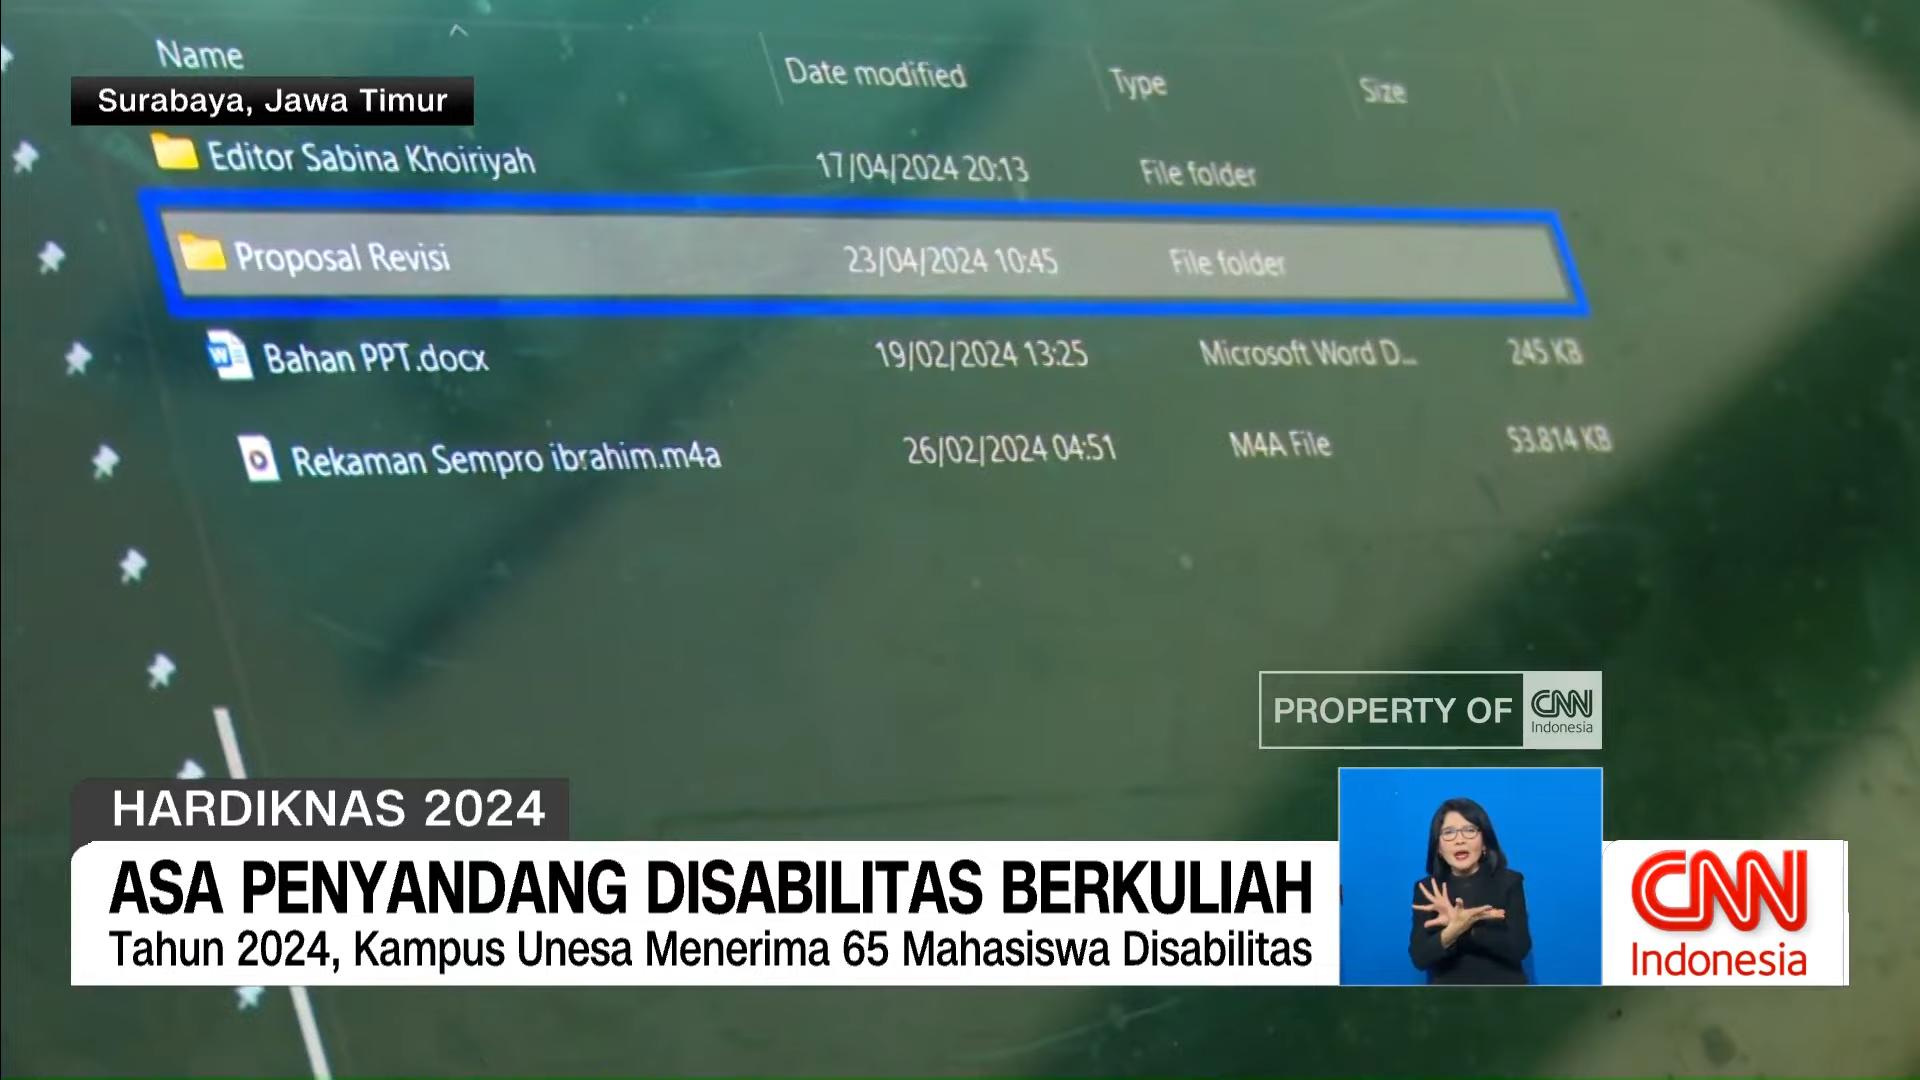 Name
Date modified
Type
Size
Surabaya, Jawa Timur
Editor Sabina Khoiriyah
17/04/2024 20:13
File folder
Proposal Revisi
23/04/2024 10:45
File folder
Bahan PPT.docx
19/02/2024 13:25
Microsoft Word D...
245 KB
Rekaman Sempro ibrahim.m4a
26/02/2024 04:51
M4A File
53.814 KB
PROPERTY OF
CNN
Indonesia
HARDIKNAS 2024
ASA PENYANDANG DISABILITAS BERKULIAH
Tahun 2024, Kampus Unesa Menerima 65 Mahasiswa Disabilitas
CNN
Indonesia